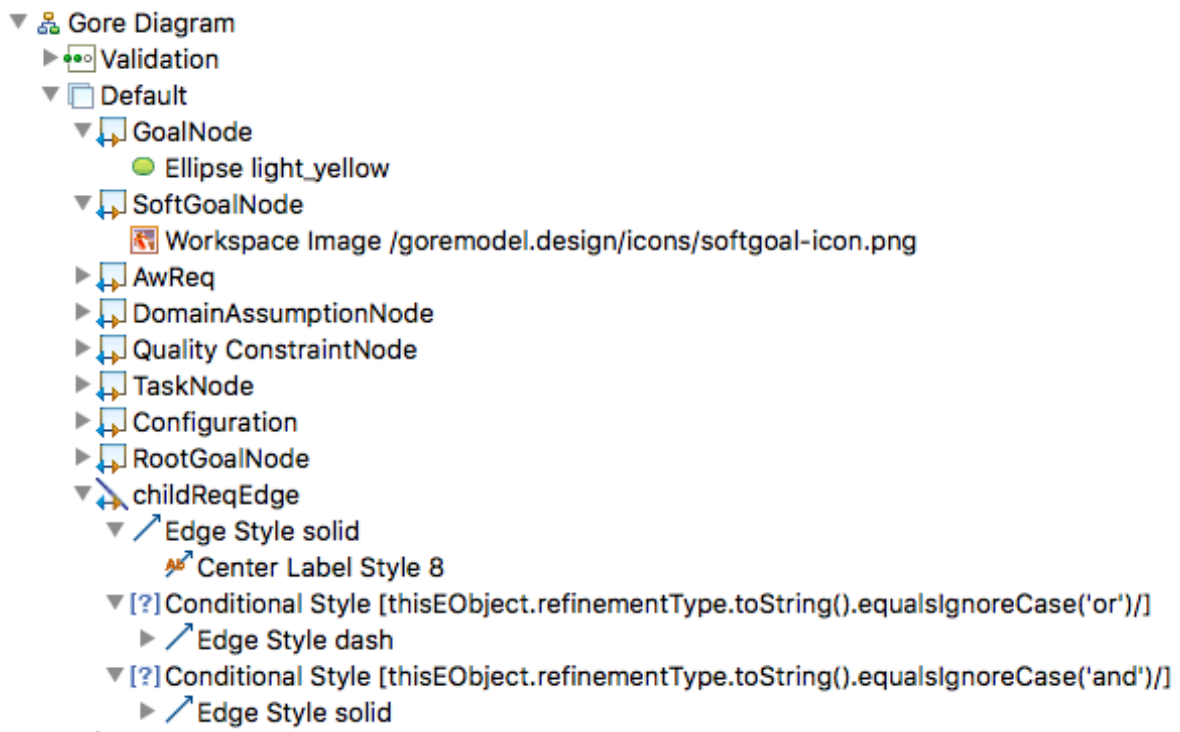 Gore Diagram
Validation
Default
GoalNode
Ellipse light_yellow
SoftGoalNode
Workspace Image /goremodel.design/icons/softgoal-icon.png
AwReq
DomainAssumptionNode
Quality ConstraintNode
TaskNode
Configuration
RootGoalNode
childReqEdge
Edge Style solid
Center Label Style 8
[?] Conditional Style [thisEObject.refinementType.toString().equalsIgnoreCase('or')/]
Edge Style dash
[?] Conditional Style [thisEObject.refinementType.toString().equalsIgnoreCase('and')/]
Edge Style solid